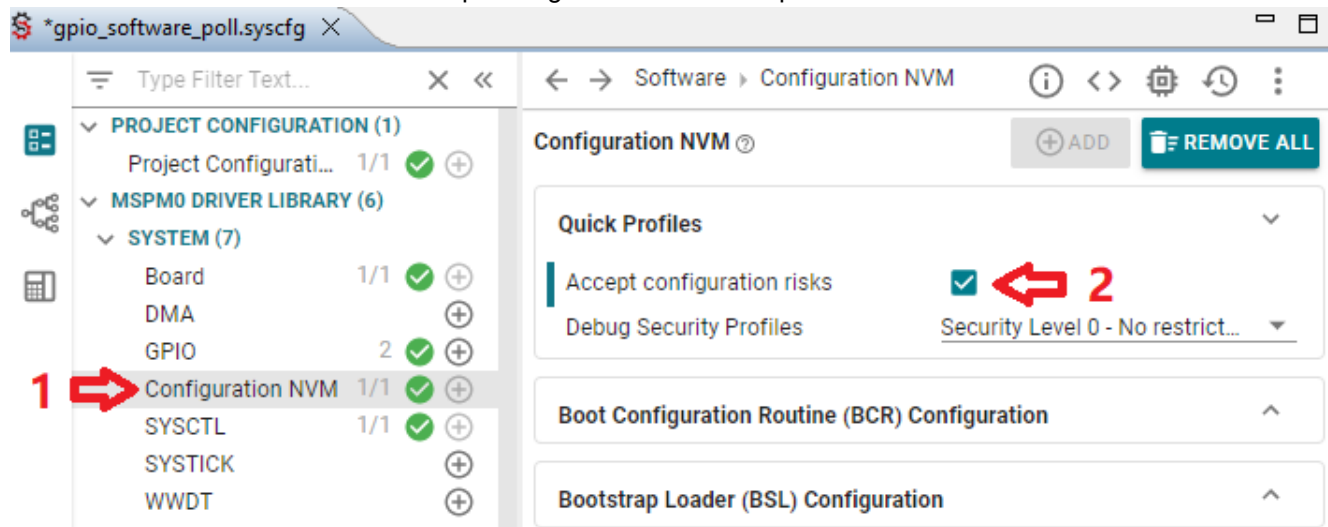 *gpio_software_poll.syscfg
Type Filter Text...
Software Configuration NVM
PROJECT CONFIGURATION (1)
Project Configurati... 1/1
MSPM0 DRIVER LIBRARY (6)
SYSTEM (7)
Board 1/1
DMA
GPIO 2
1 Configuration NVM 1/1
SYSCTL 1/1
SYSTICK
WWDT
Configuration NVM
ADD REMOVE ALL
Quick Profiles
Accept configuration risks 2
Debug Security Profiles Security Level 0 - No restrict...
Boot Configuration Routine (BCR) Configuration
Bootstrap Loader (BSL) Configuration